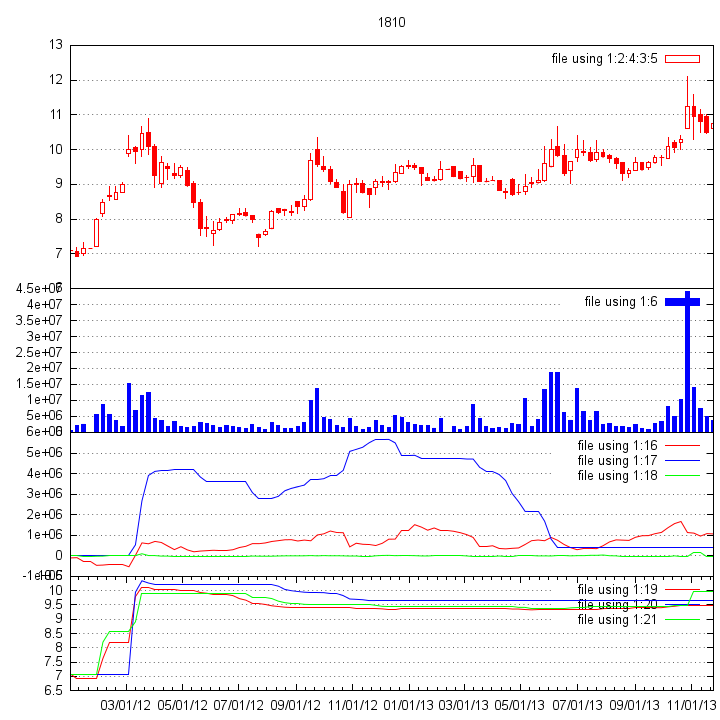 1810
13
file using 1:2:4:3:5
12
11
10
9
8
7
6
4.5e+07
file using 1:6
4e+07
3.5e+07
3e+07
2.5e+07
2e+07
1.5e+07
1e+07
5e+06
0
6e+06
file using 1:16
5e+06
file using 1:17
4e+06
file using 1:18
3e+06
2e+06
1e+06
0
-1e+06
10
file using 1:19
9.5
file using 1:20
9
file using 1:21
8.5
8
7.5
7
6.5
03/01/12 05/01/12 07/01/12 09/01/12 11/01/12 01/01/13 03/01/13 05/01/13 07/01/13 09/01/13 11/01/13